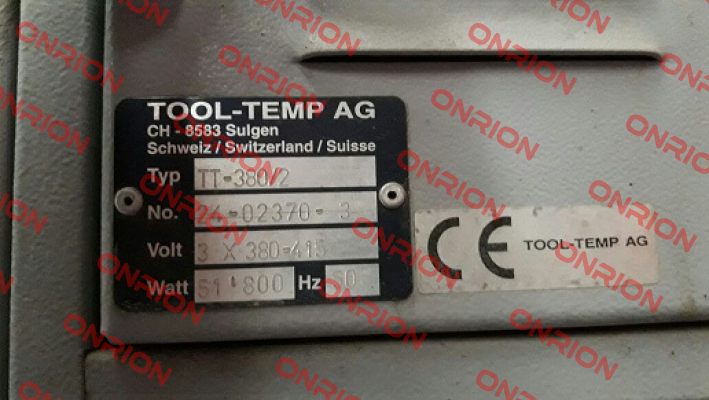 TOOL-TEMP AG
CH - 8583 Sulgen
Schweiz / Switzerland / Suisse
Typ TT-380/2
No. -02370- 3
Volt 3 X 380-415
Watt 51'800 Hz 50
CE TOOL-TEMP AG
ONRION